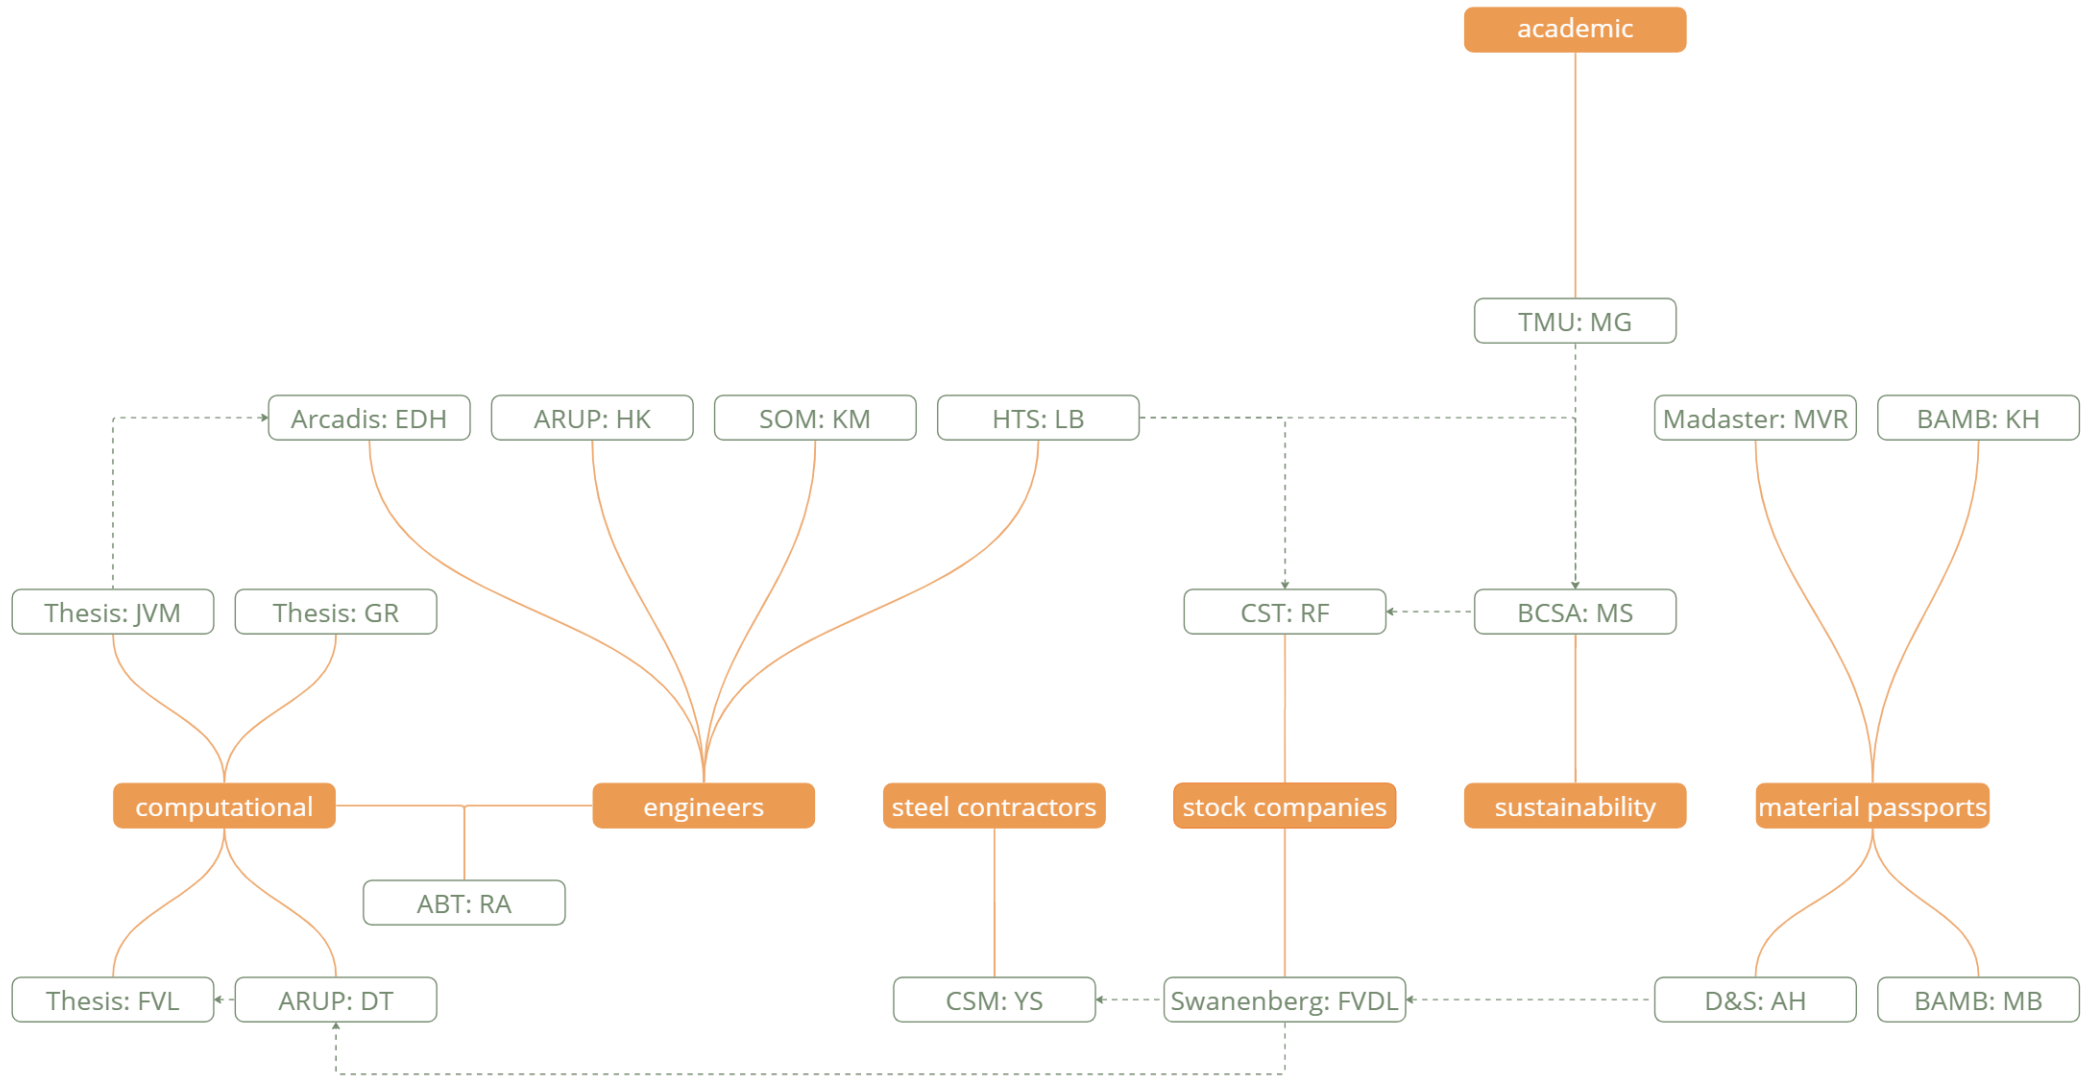 academic
TMU: MG
Arcadis: EDH
ARUP: HK
SOM: KM
HTS: LB
Madaster: MVR
BAMB: KH
Thesis: JVM
Thesis: GR
CST: RF
BCSA: MS
computational
engineers
steel contractors
stock companies
sustainability
material passports
ABT: RA
Thesis: FVL
ARUP: DT
CSM: YS
Swanenberg: FVDL
D&S: AH
BAMB: MB